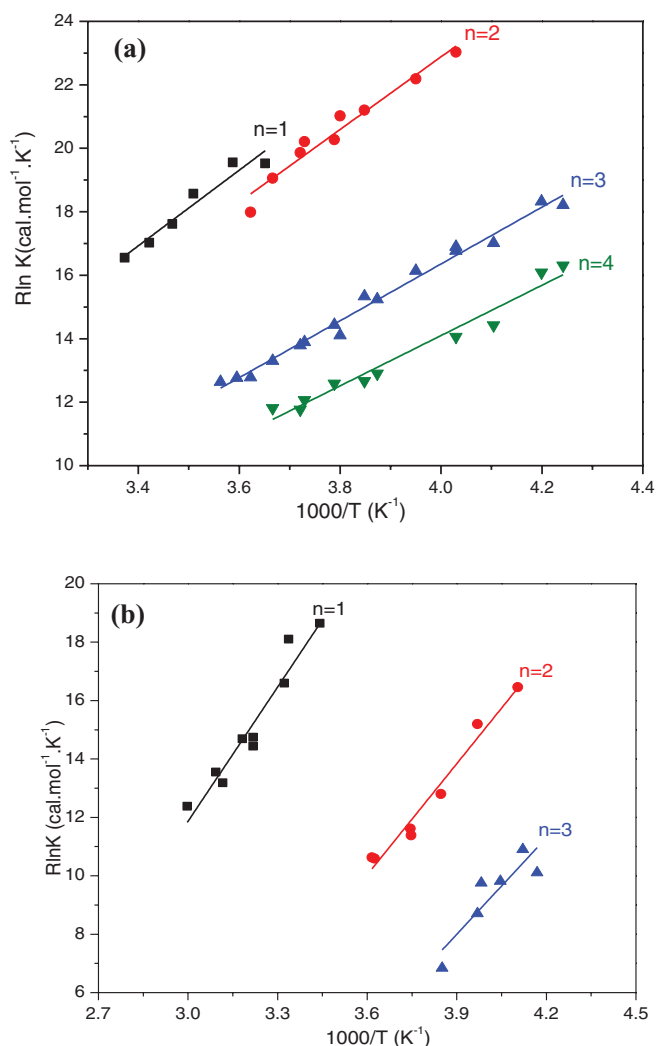 (a)
24
22
20
18
16
14
12
10
Rln K(cal.mol⁻¹.K⁻¹)
n=1
n=2
n=3
n=4
3.4
3.6
3.8
4.0
4.2
4.4
1000/T (K⁻¹)
(b)
20
18
16
14
12
10
8
6
RlnK (cal.mol⁻¹.K⁻¹)
n=1
n=2
n=3
2.7
3.0
3.3
3.6
3.9
4.2
4.5
1000/T (K⁻¹)